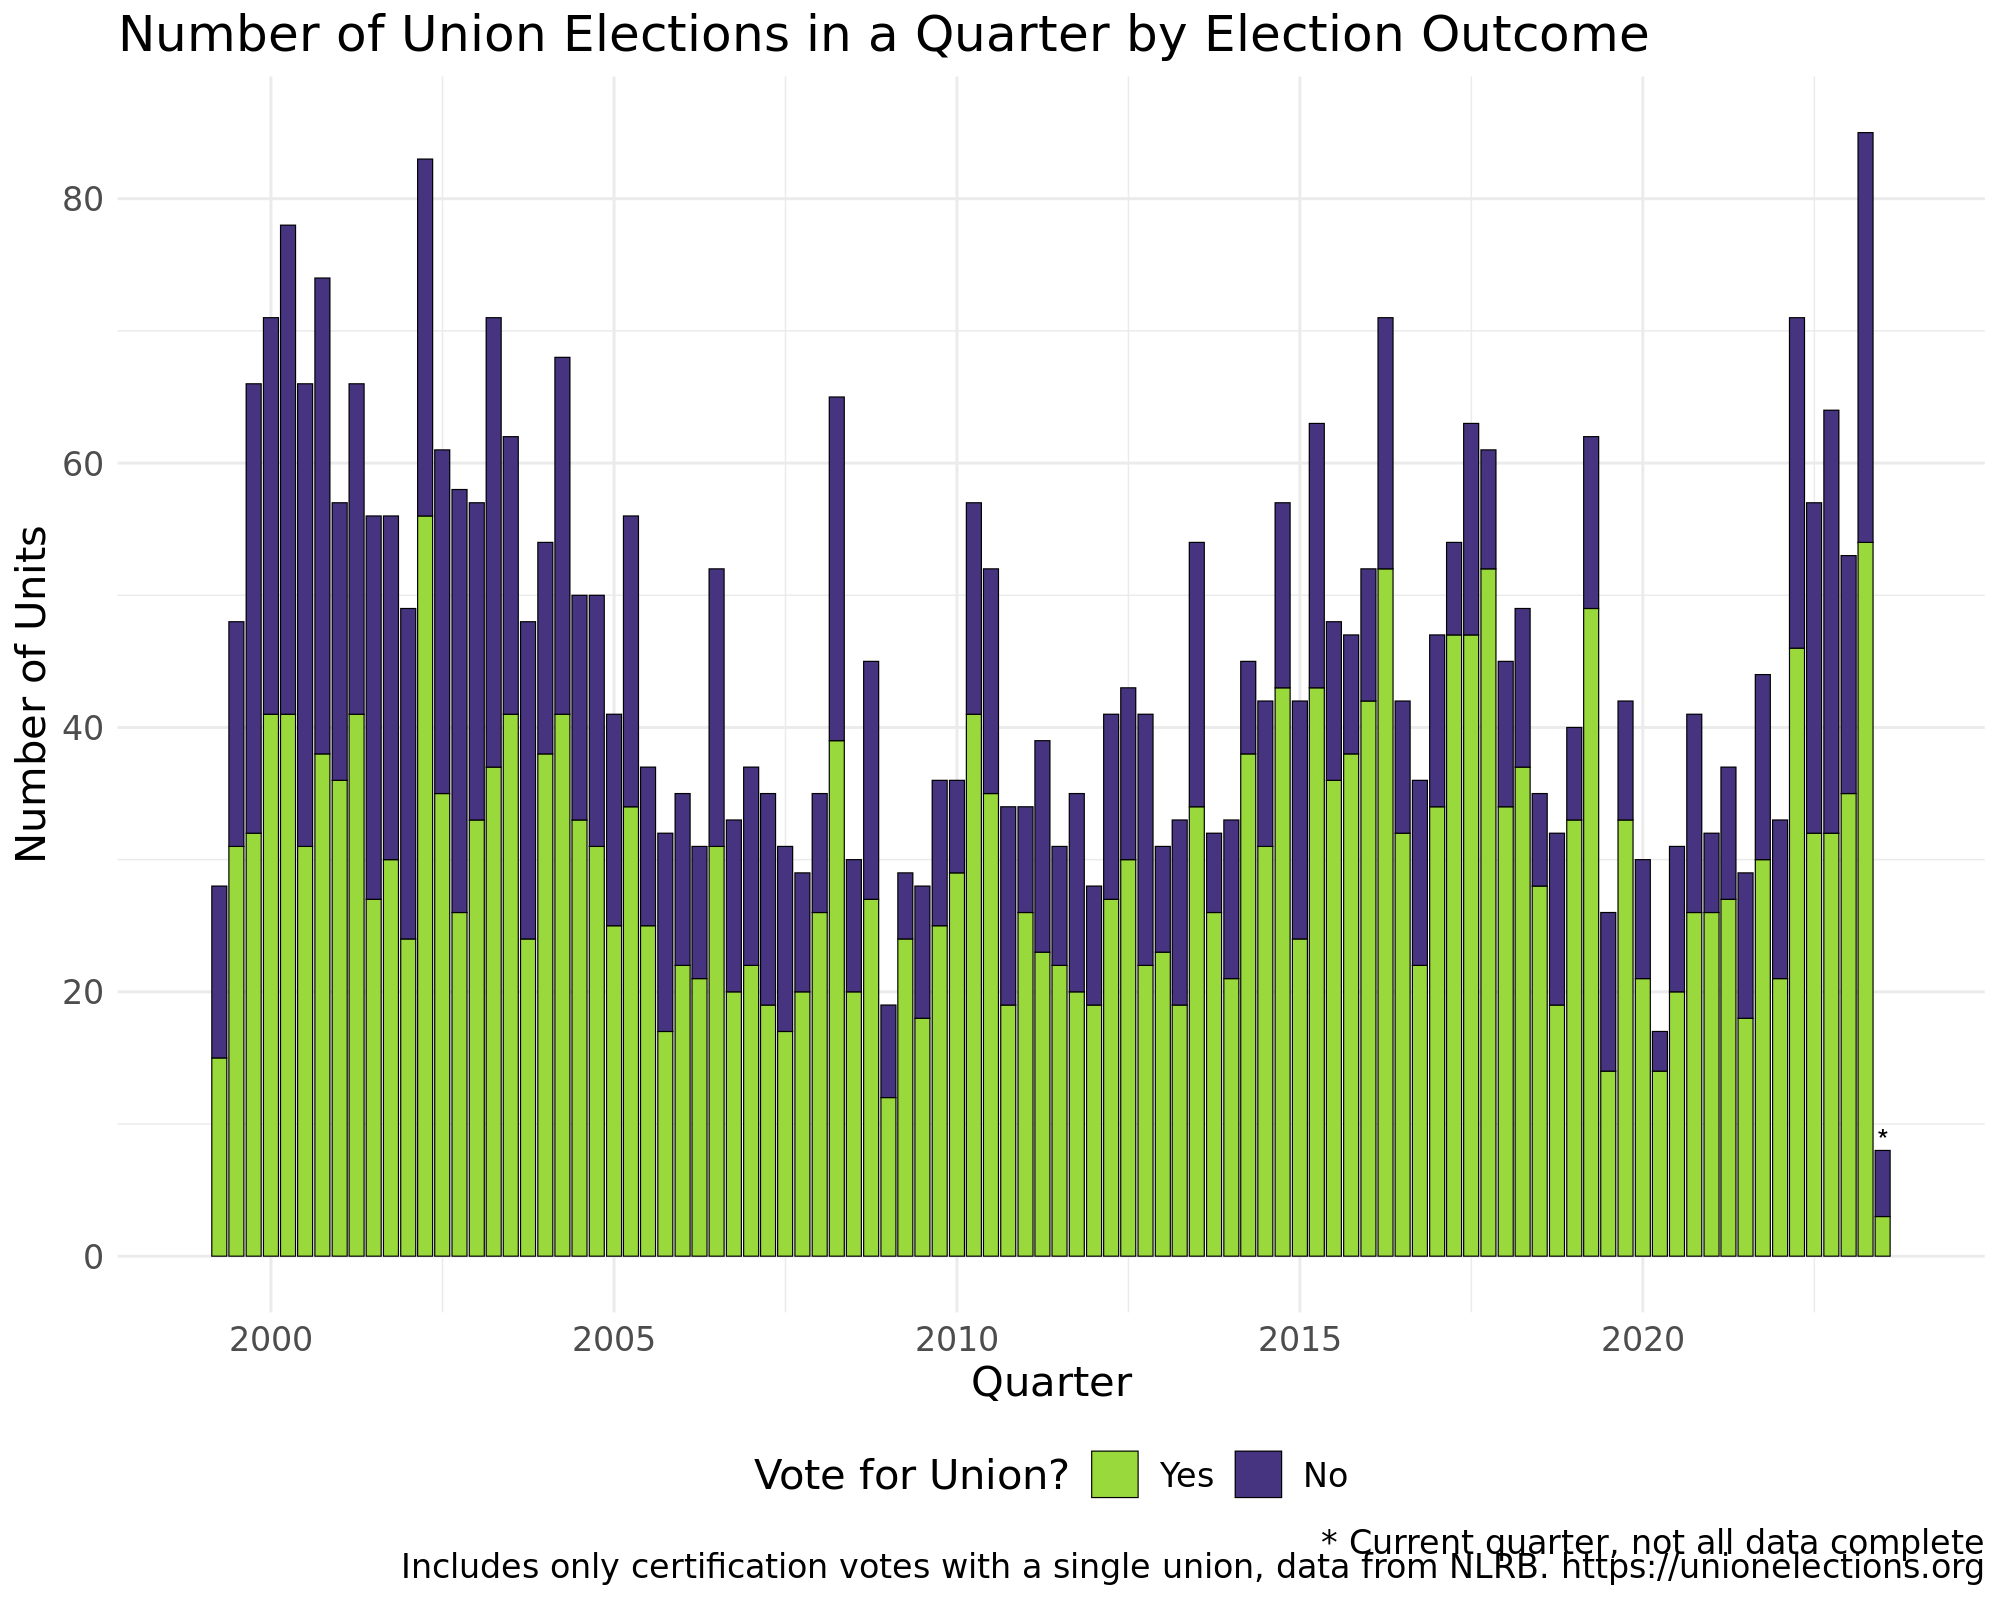 Number of Union Elections in a Quarter by Election Outcome
Number of Units
80
60
40
20
0
*
2000 2005 2010 2015 2020
Quarter
Vote for Union? Yes No
* Current quarter, not all data complete
Includes only certification votes with a single union, data from NLRB. https://unionelections.org